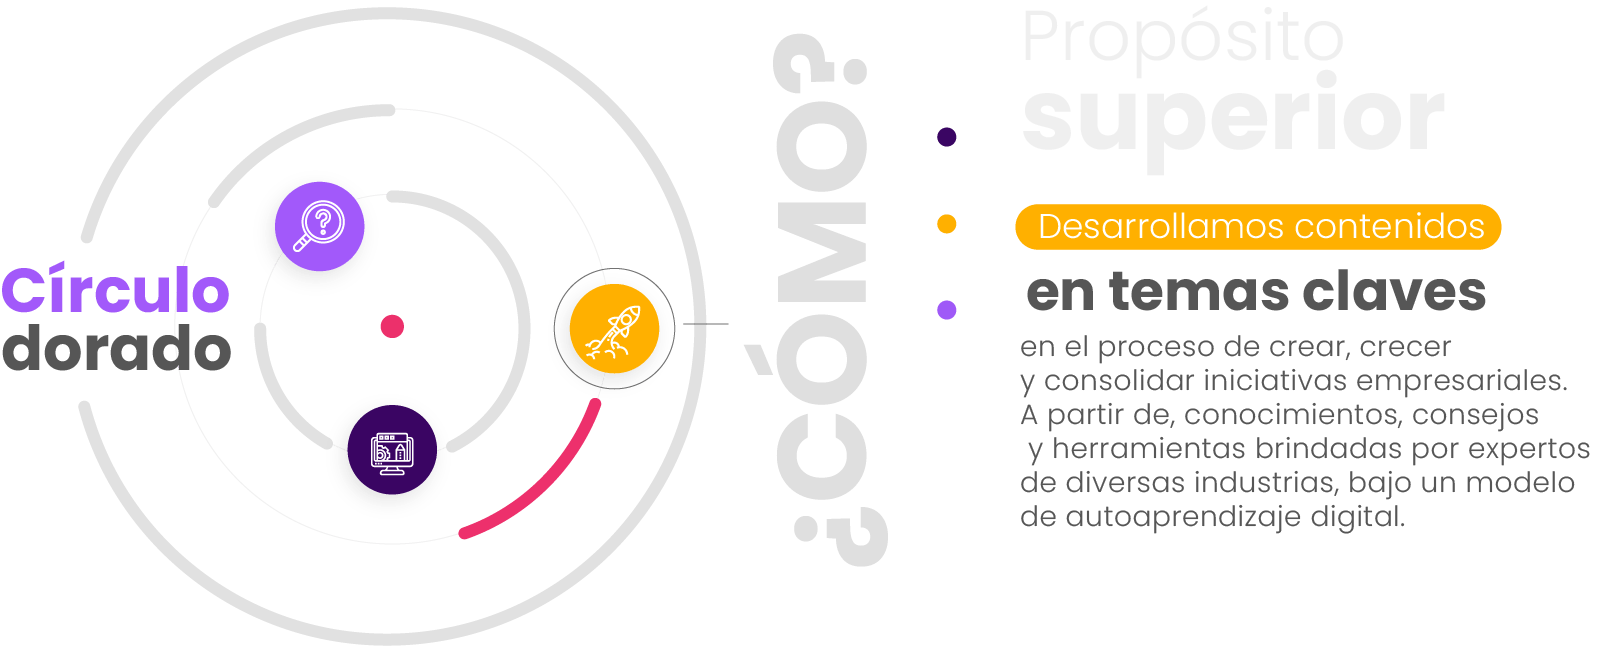 Círculo
dorado
¿CÓMO?
Propósito
superior
Desarrollamos contenidos
en temas claves
en el proceso de crear, crecer
y consolidar iniciativas empresariales.
A partir de, conocimientos, consejos
y herramientas brindadas por expertos
de diversas industrias, bajo un modelo
de autoaprendizaje digital.